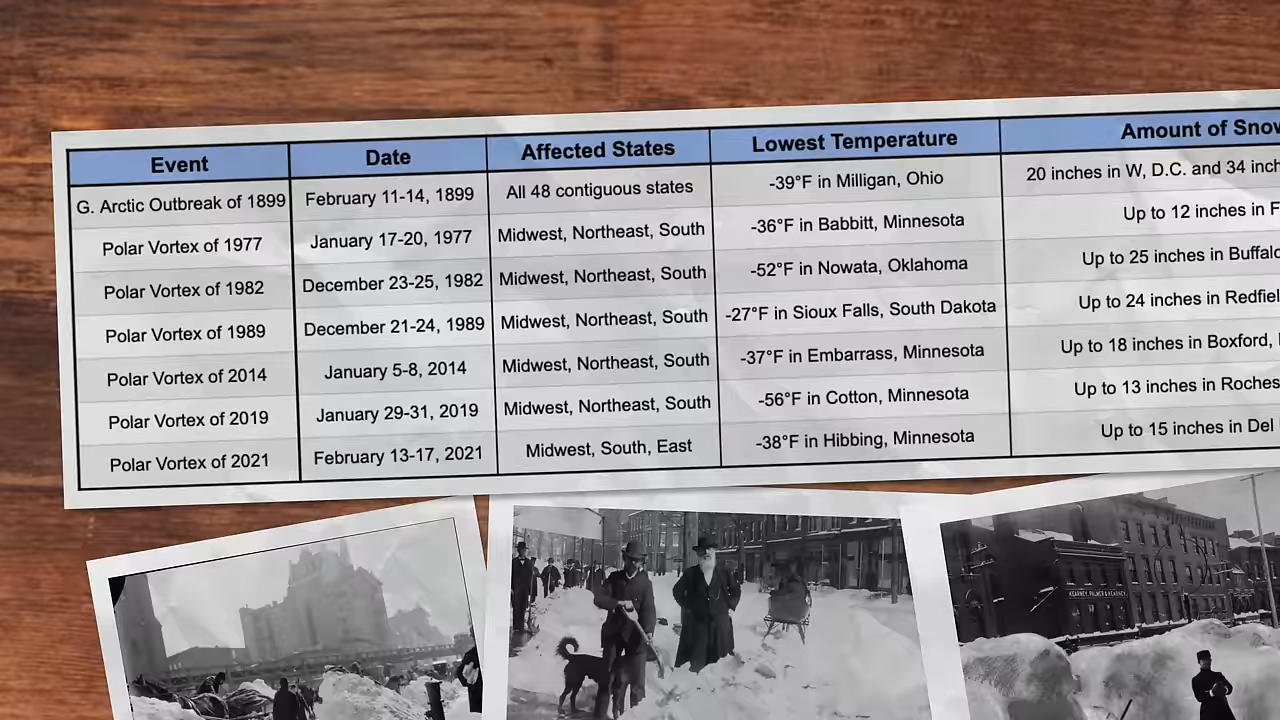 Event Date Affected States Lowest Temperature Amount of Snow
G. Arctic Outbreak of 1899 February 11-14, 1899 All 48 contiguous states -39°F in Milligan, Ohio 20 inches in W, D.C. and 34 inch
Polar Vortex of 1977 January 17-20, 1977 Midwest, Northeast, South -36°F in Babbitt, Minnesota Up to 12 inches in F
Polar Vortex of 1982 December 23-25, 1982 Midwest, Northeast, South -52°F in Nowata, Oklahoma Up to 25 inches in Buffalo
Polar Vortex of 1989 December 21-24, 1989 Midwest, Northeast, South -27°F in Sioux Falls, South Dakota Up to 24 inches in Redfiel
Polar Vortex of 2014 January 5-8, 2014 Midwest, Northeast, South -37°F in Embarrass, Minnesota Up to 18 inches in Boxford,
Polar Vortex of 2019 January 29-31, 2019 Midwest, Northeast, South -56°F in Cotton, Minnesota Up to 13 inches in Roches
Polar Vortex of 2021 February 13-17, 2021 Midwest, South, East -38°F in Hibbing, Minnesota Up to 15 inches in Del
KEARNEY, PALMER & KEARNEY.